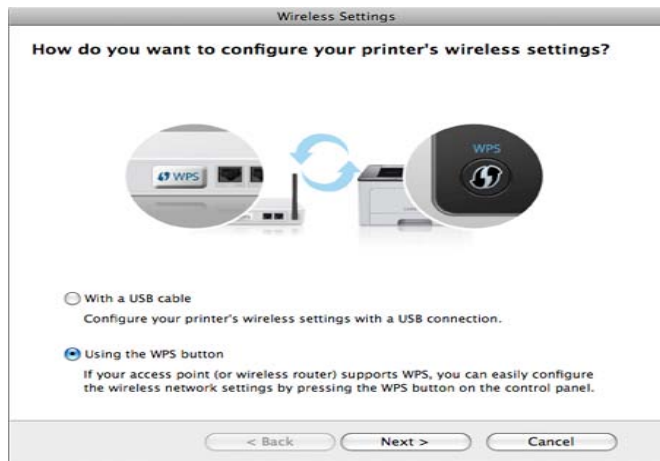 Wireless Settings
How do you want to configure your printer's wireless settings?
WPS
WPS
With a USB cable
Configure your printer's wireless settings with a USB connection.
Using the WPS button
If your access point (or wireless router) supports WPS, you can easily configure
the wireless network settings by pressing the WPS button on the control panel.
< Back
Next >
Cancel